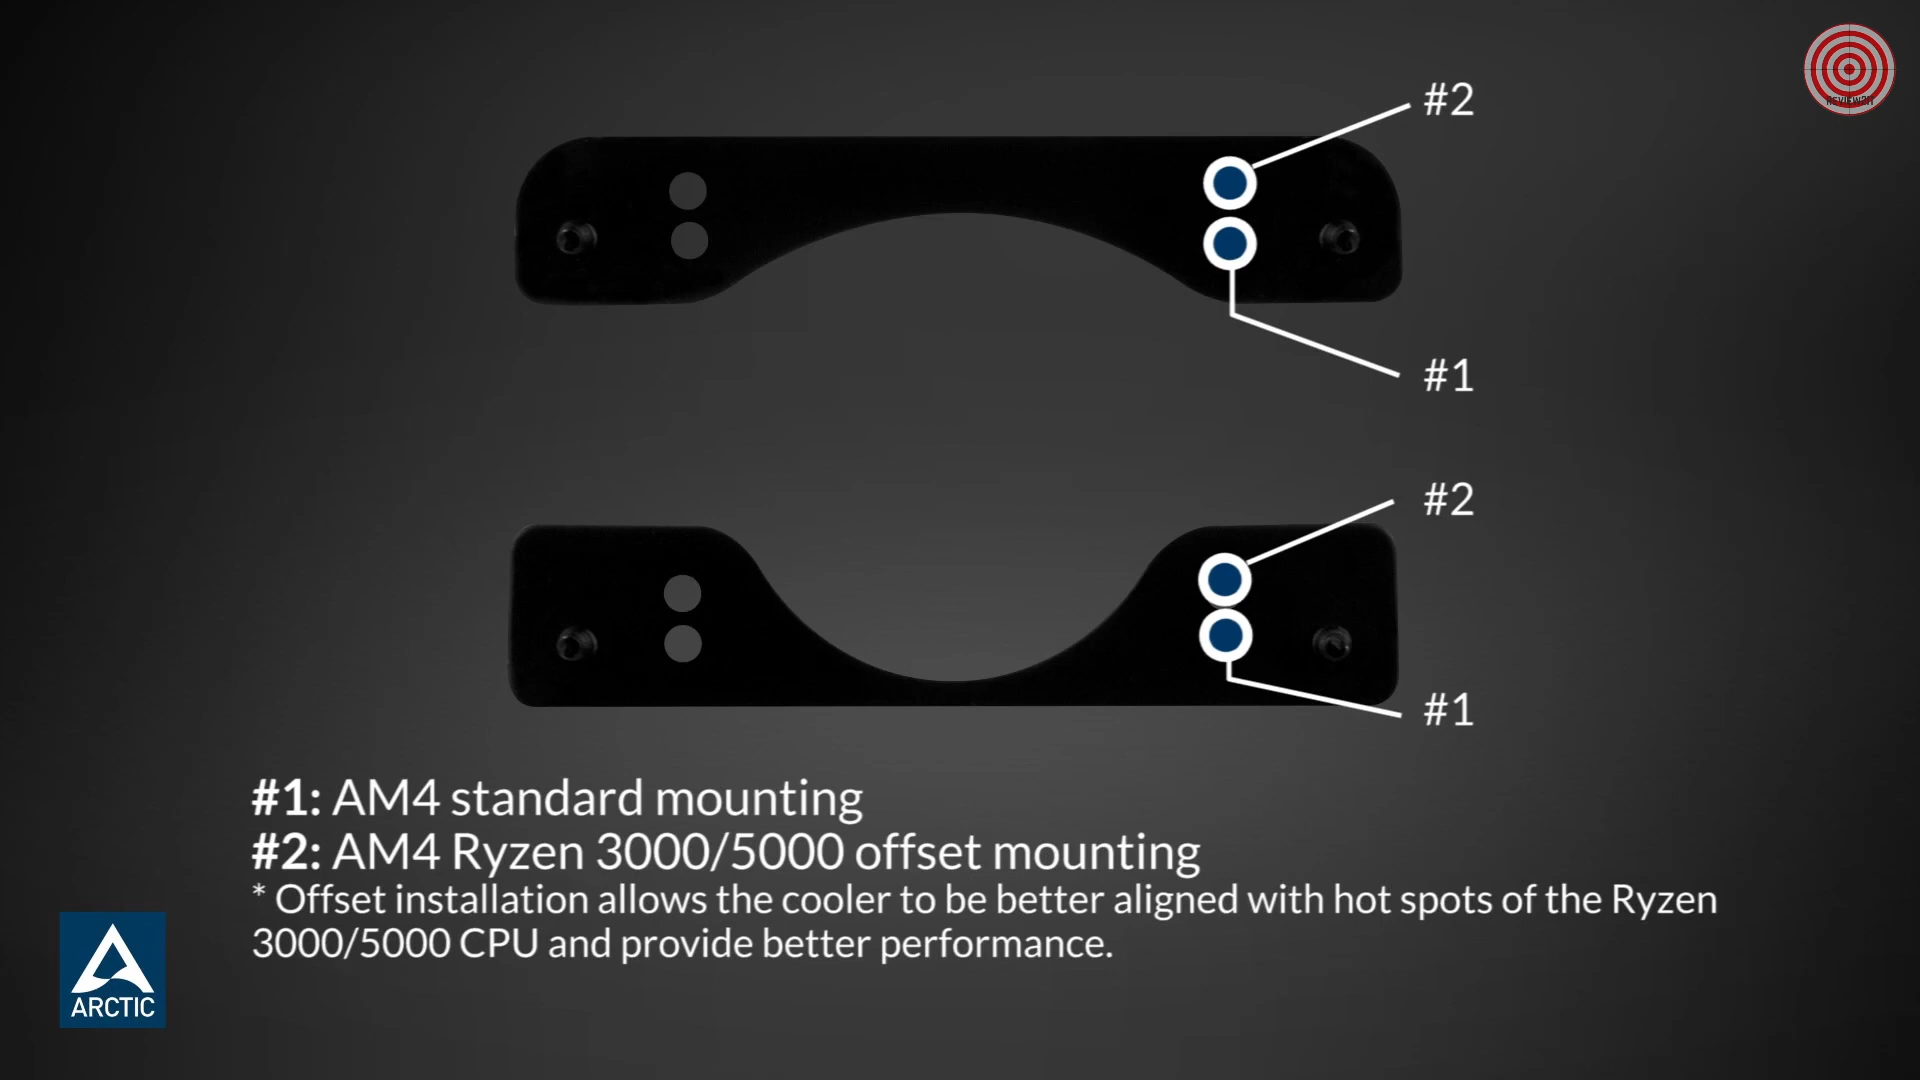 #2
#1
#2
#1
#1: AM4 standard mounting
#2: AM4 Ryzen 3000/5000 offset mounting
* Offset installation allows the cooler to be better aligned with hot spots of the Ryzen
3000/5000 CPU and provide better performance.
ARCTIC